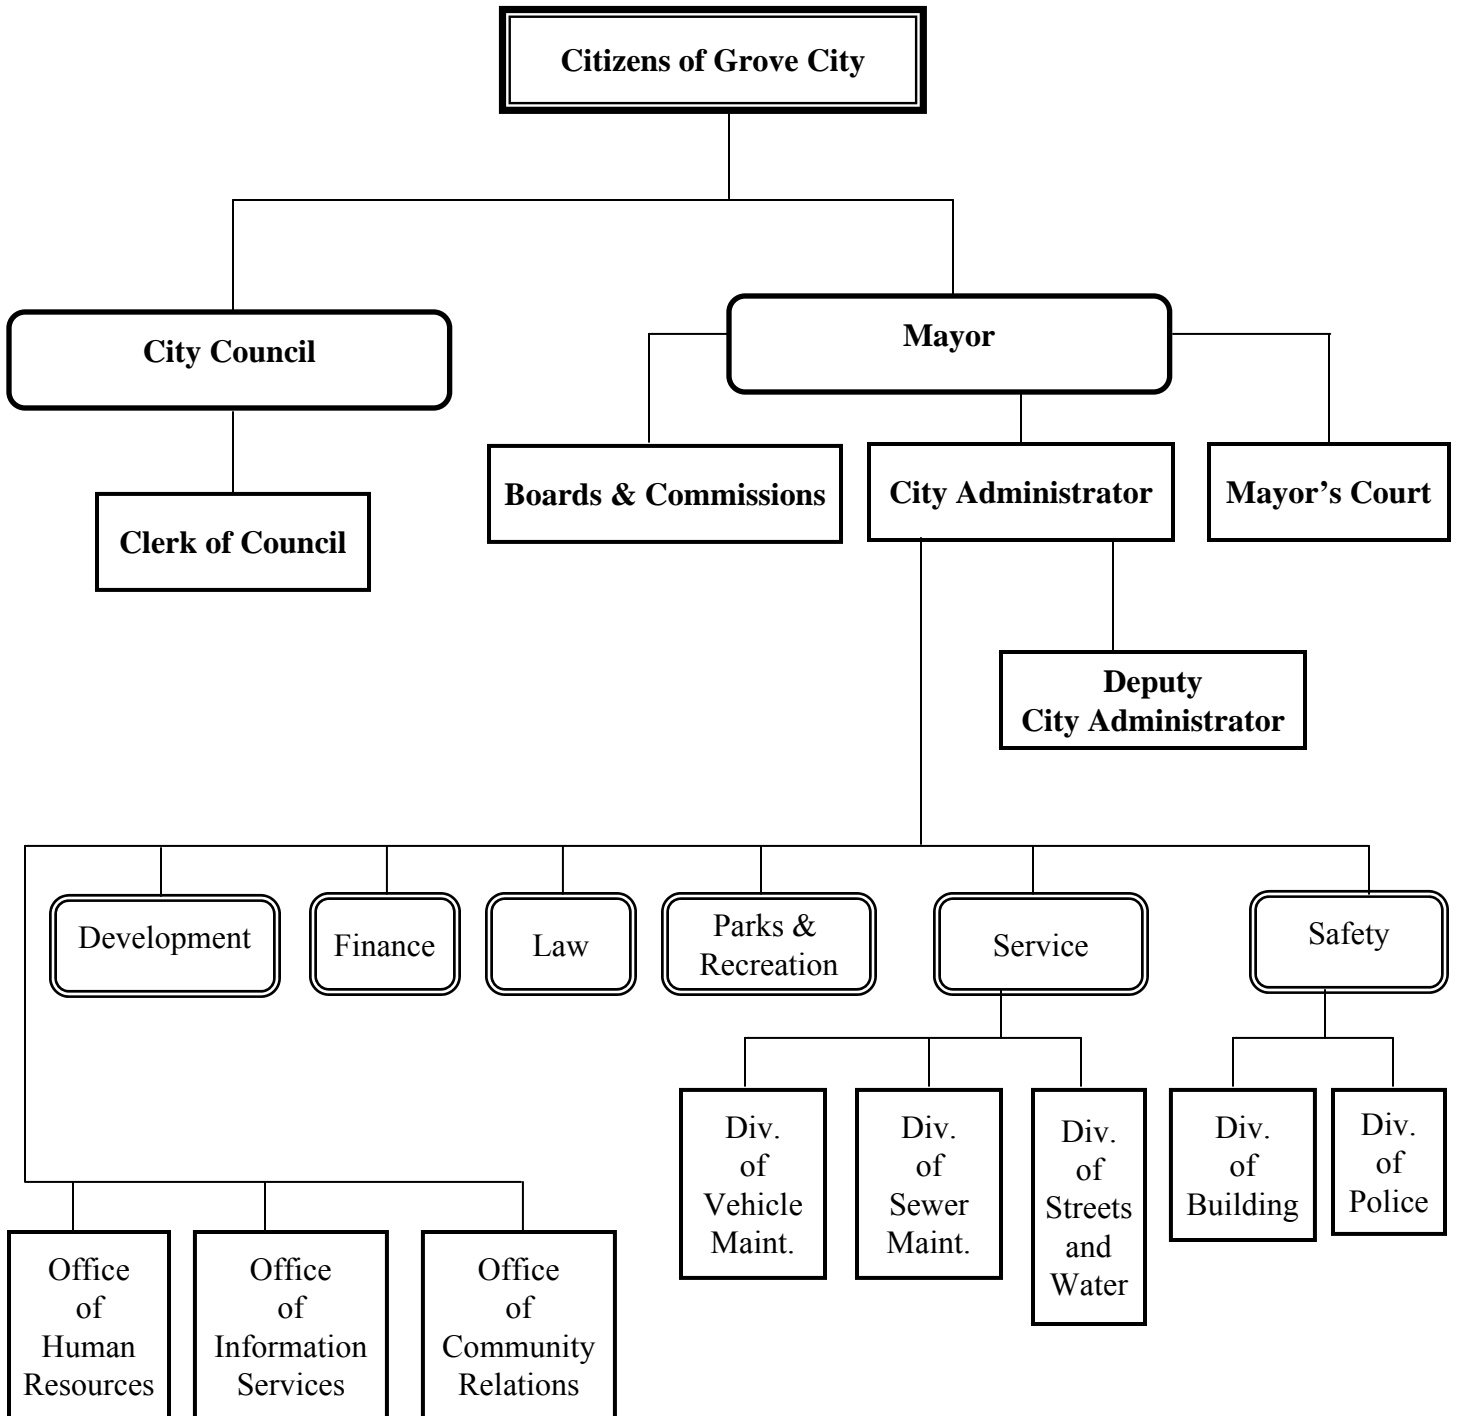 Citizens of Grove City
City Council
Mayor
Boards & Commissions
City Administrator
Mayor’s Court
Clerk of Council
Deputy
City Administrator
Development
Finance
Law
Parks &
Recreation
Service
Safety
Div.
of
Vehicle
Maint.
Div.
of
Sewer
Maint.
Div.
of
Streets
and
Water
Div.
of
Building
Div.
of
Police
Office
of
Human
Resources
Office
of
Information
Services
Office
of
Community
Relations